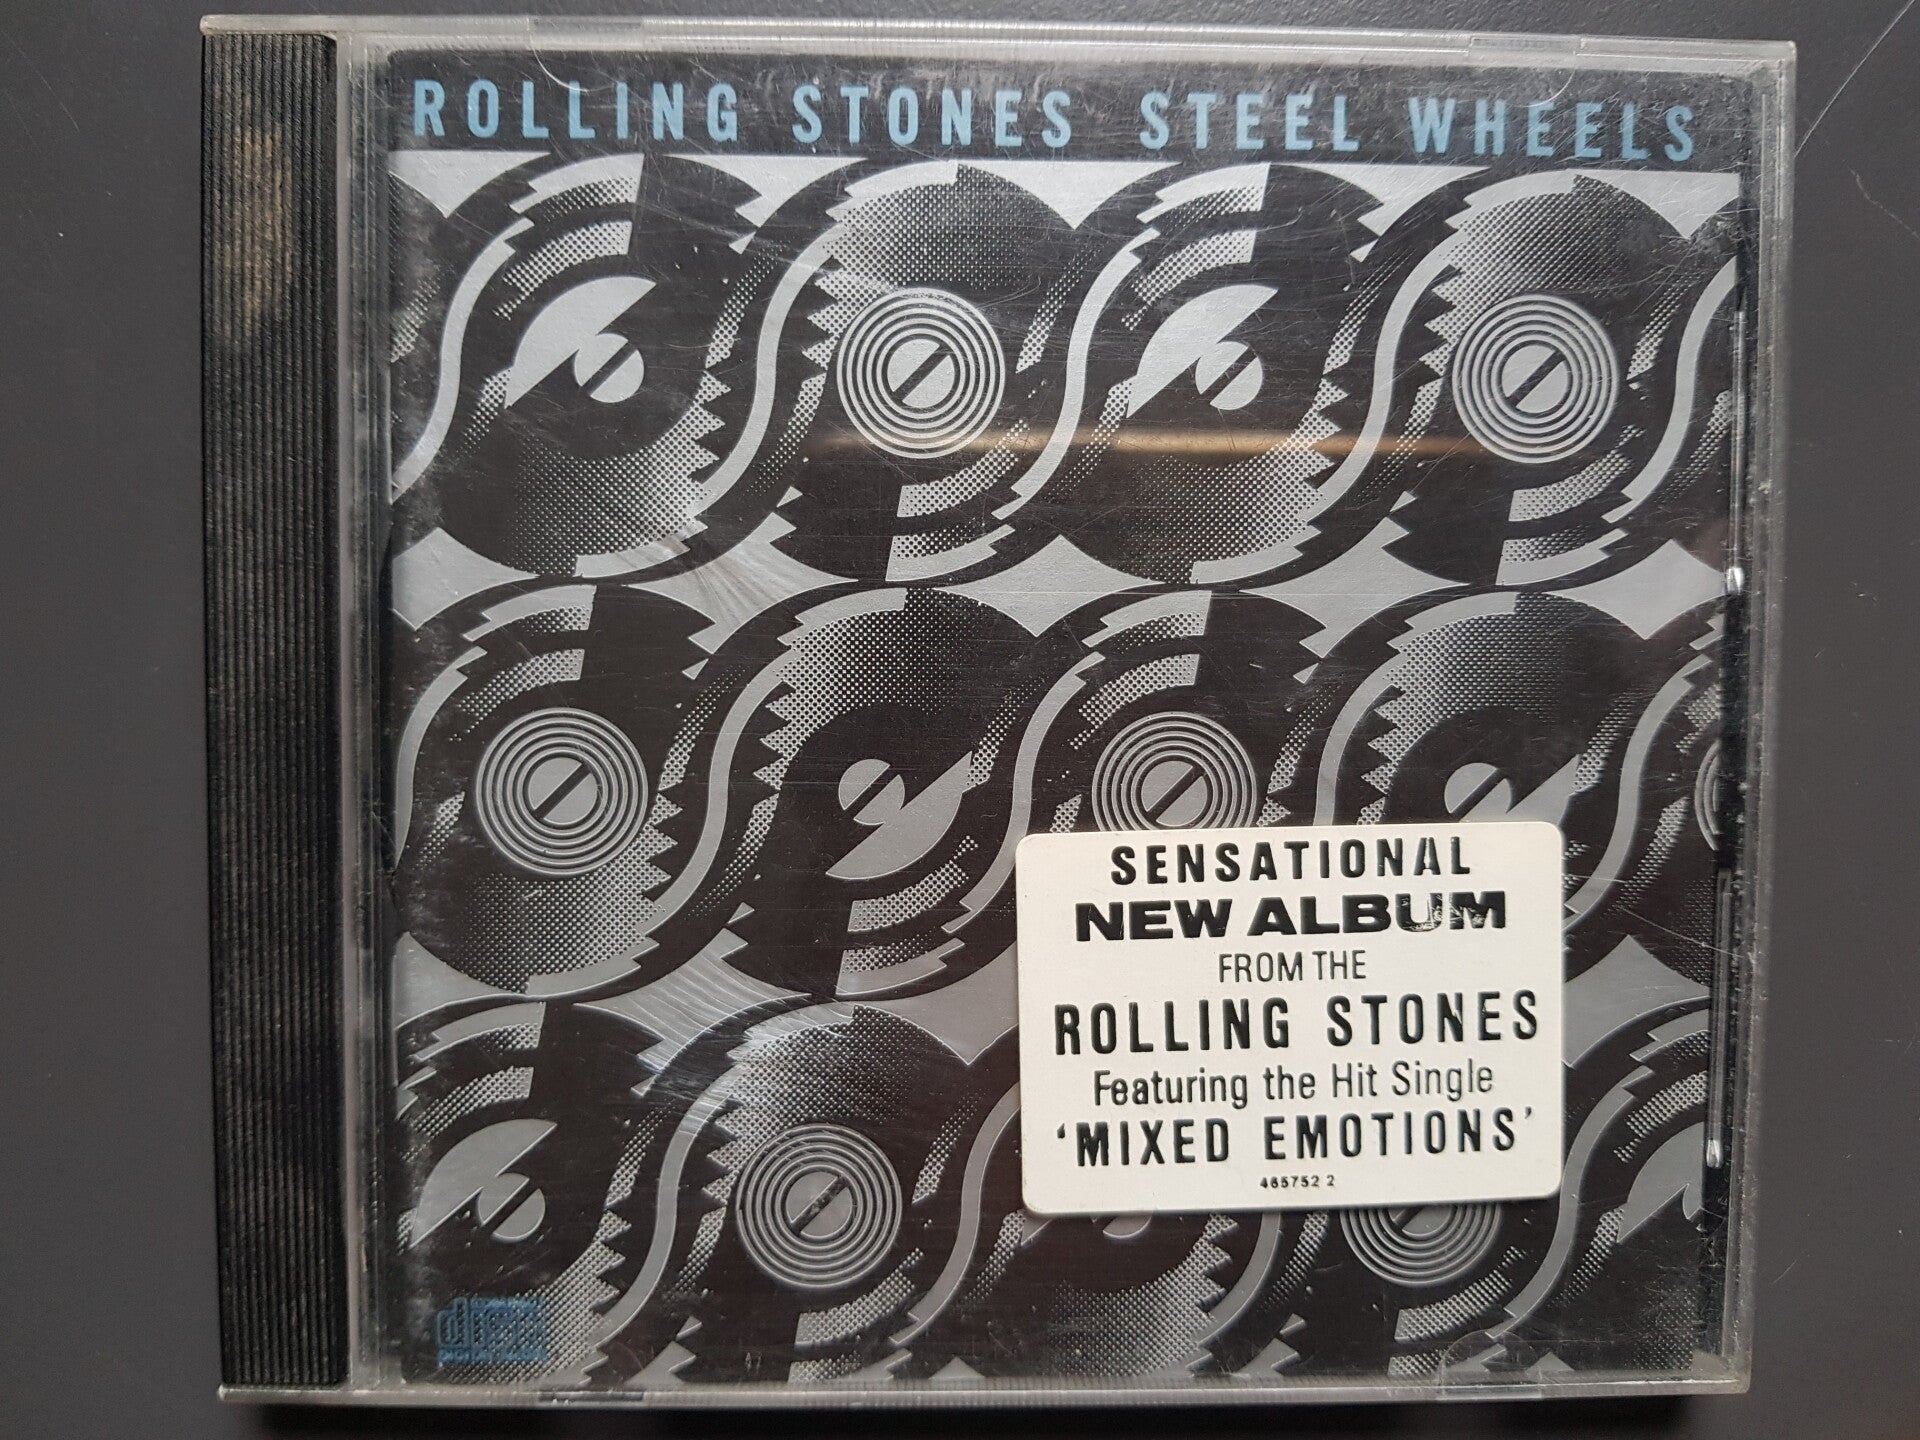 ROLLING STONES STEEL WHEELS
SENSATIONAL
NEW ALBUM
FROM THE
ROLLING STONES
Featuring the Hit Single
‘MIXED EMOTIONS’
465752 2